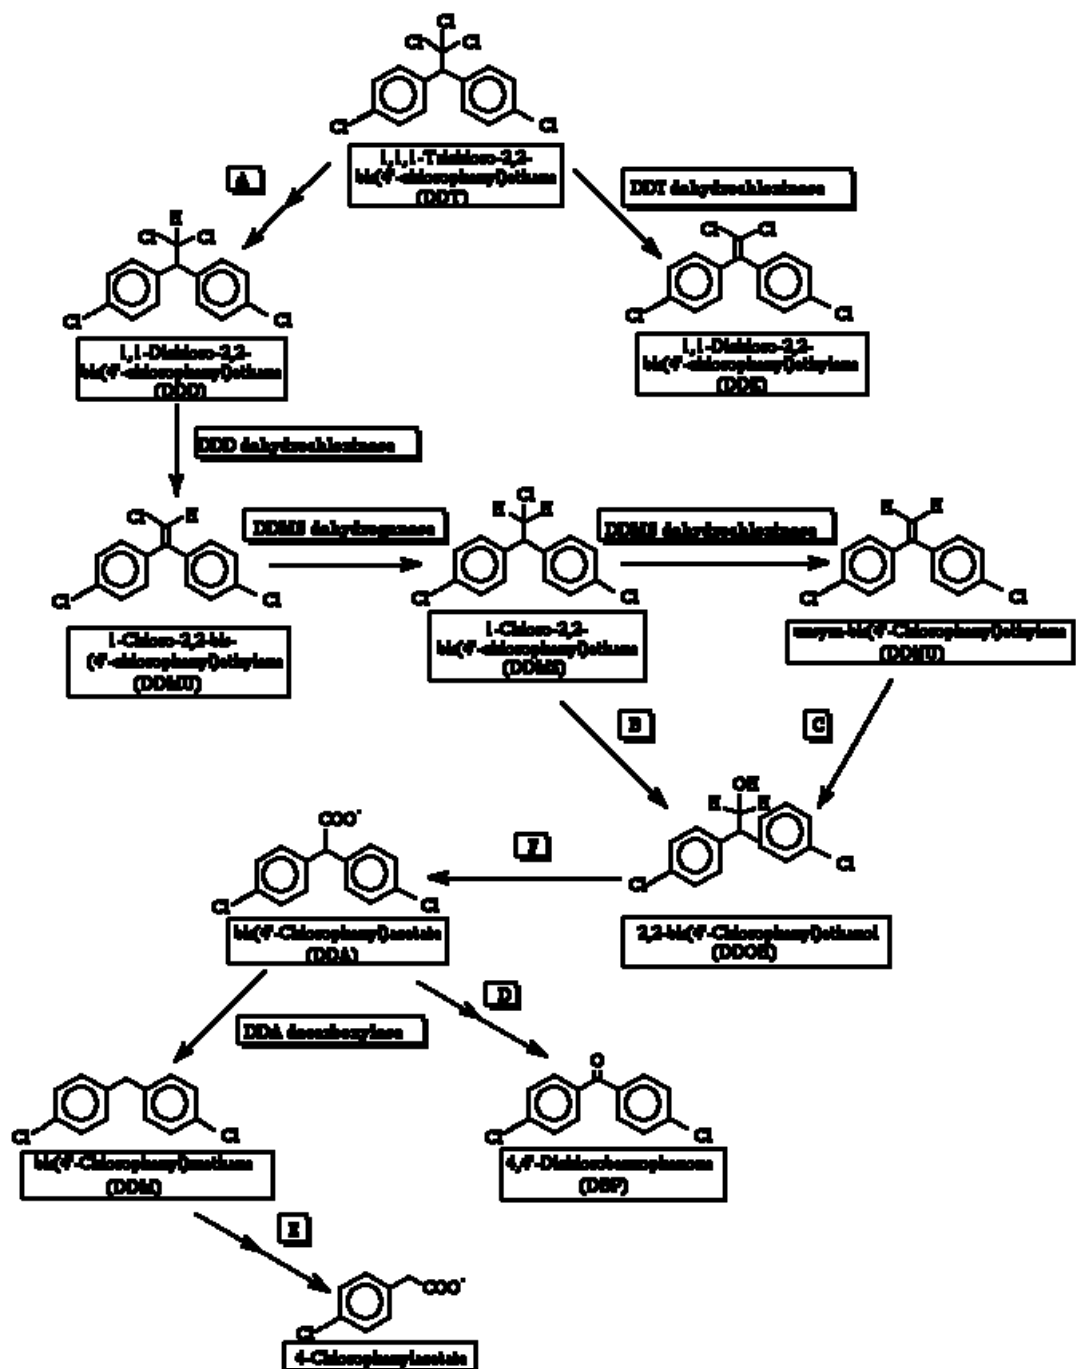 Cl
Cl Cl
Cl Cl
1,1,1-Trichloro-2,2-
bis(4'-chlorophenyl)ethane
(DDT)
A
DDT dehydrochlorinase
H
Cl Cl
Cl Cl
1,1-Dichloro-2,2-
bis(4'-chlorophenyl)ethane
(DDD)
Cl Cl
Cl Cl
1,1-Dichloro-2,2-
bis(4'-chlorophenyl)ethylene
(DDE)
DDD dehydrochlorinase
Cl H
Cl Cl
1-Chloro-2,2-bis-
(4'-chlorophenyl)ethylene
(DDMU)
DDMU dehydrogenase
Cl
H H
Cl Cl
1-Chloro-2,2-
bis(4'-chlorophenyl)ethane
(DDMS)
DDMS dehydrochlorinase
H H
Cl Cl
unsym-bis(4'-Chlorophenyl)ethylene
(DDNU)
B
C
OH
H H
Cl Cl
2,2-bis(4'-Chlorophenyl)ethanol
(DDOH)
F
COO-
Cl Cl
bis(4'-Chlorophenyl)acetate
(DDA)
D
DDA decarboxylase
Cl Cl
bis(4'-Chlorophenyl)methane
(DDM)
O
Cl Cl
4,4'-Dichlorobenzophenone
(DBP)
E
COO-
Cl
4-Chlorophenylacetate